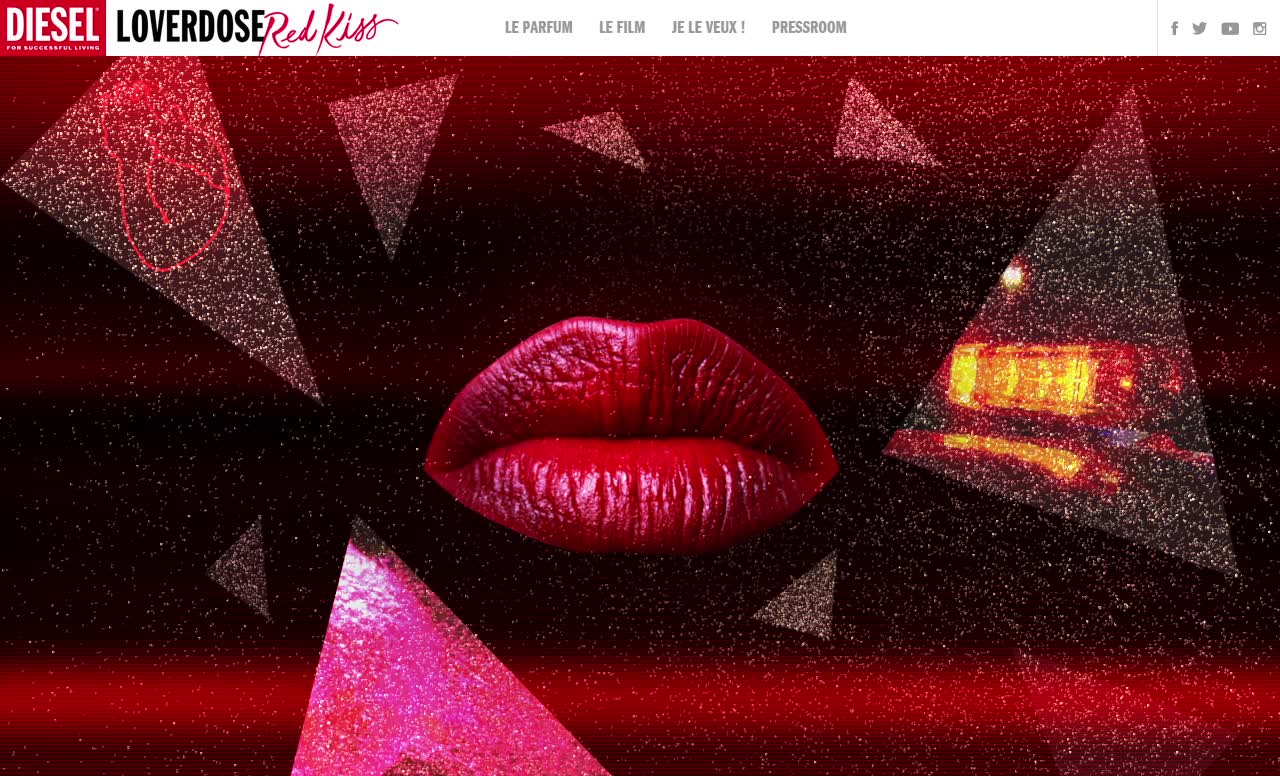 DIESEL
FOR SUCCESSFUL LIVING
LOVERDOSE Red Kiss
LE PARFUM LE FILM JE LE VEUX ! PRESSROOM